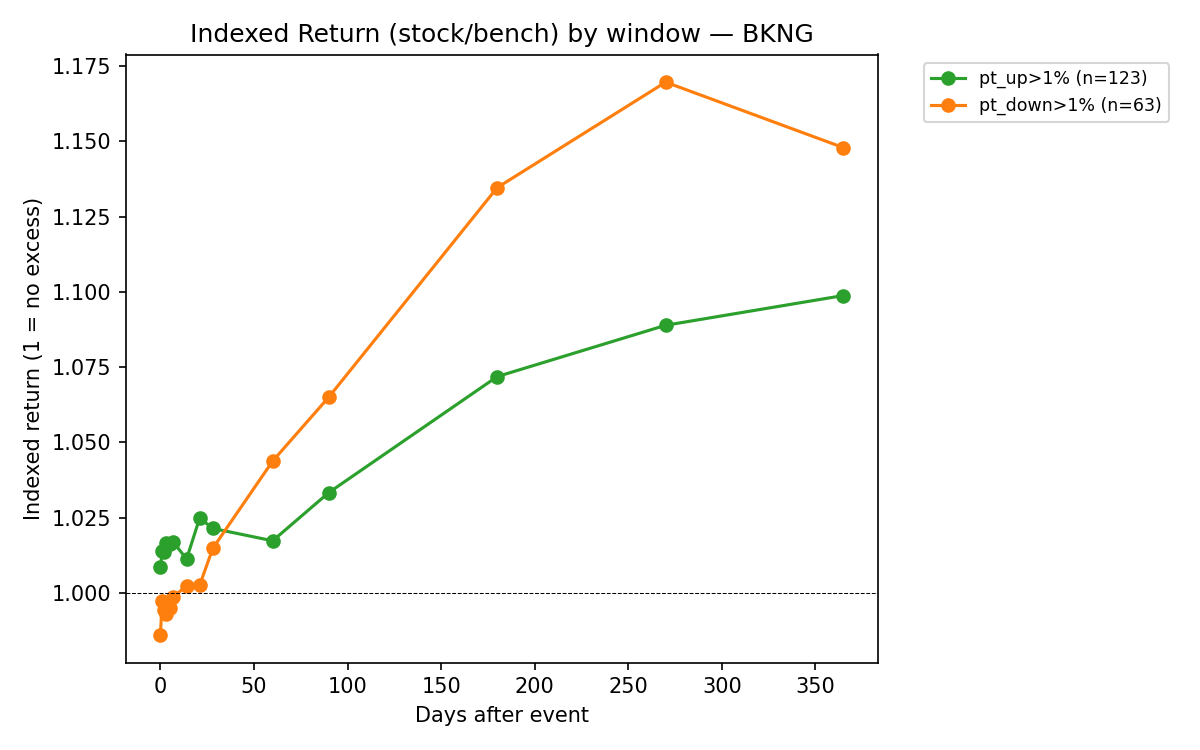 Indexed Return (stock/bench) by window — BKNG
pt_up>1% (n=123)
pt_down>1% (n=63)
Indexed return (1 = no excess)
1.175
1.150
1.125
1.100
1.075
1.050
1.025
1.000
0 50 100 150 200 250 300 350
Days after event